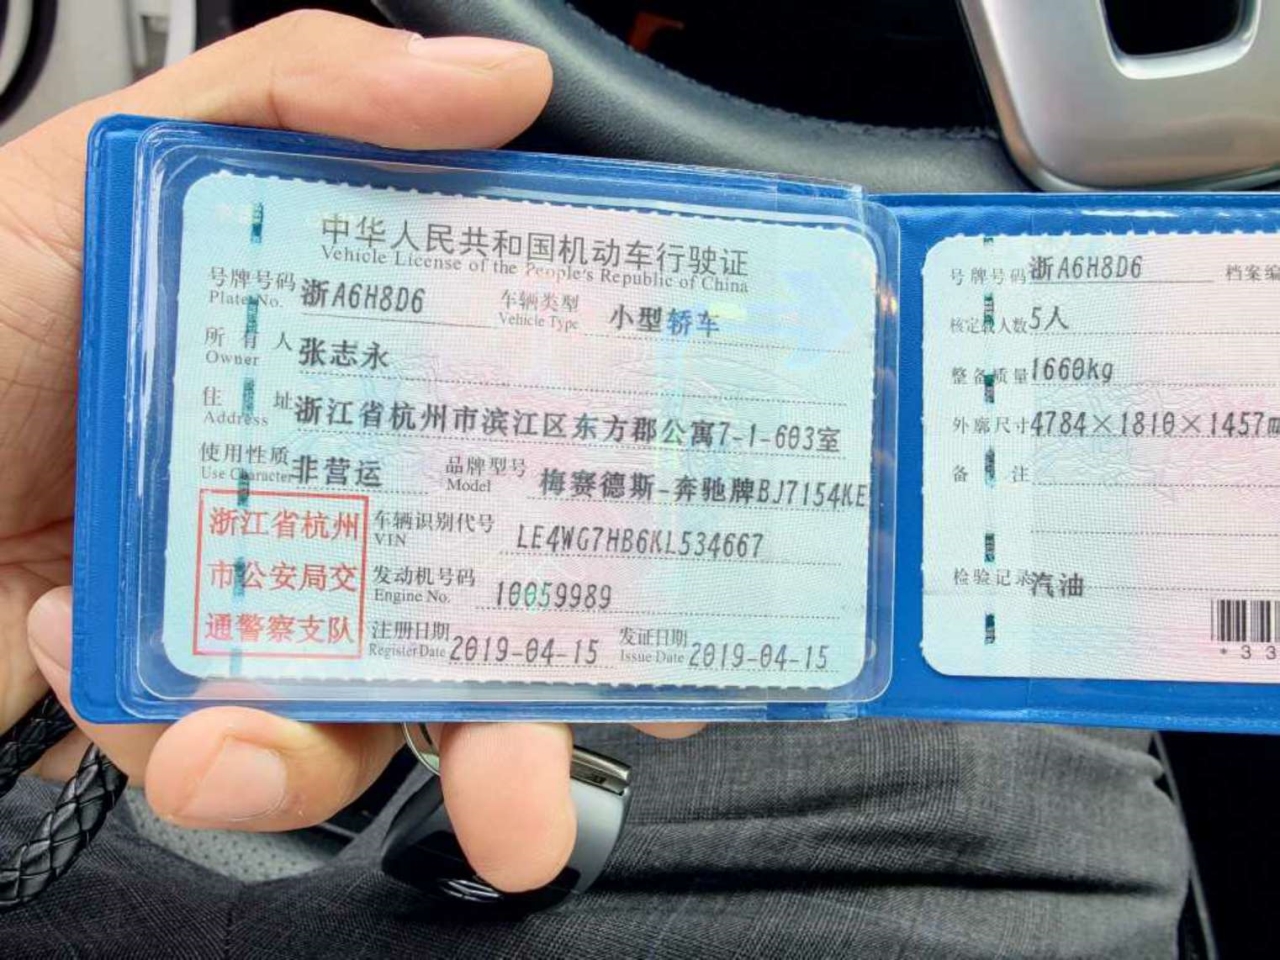 中华人民共和国机动车行驶证
Vehicle License of the People's Republic of China
号牌号码 浙A6H8D6 车辆类型 小型轿车
Plate No. Vehicle Type
所有人 张志永
Owner
住址 浙江省杭州市滨江区东方郡公寓7-1-603室
Address
使用性质 非营运 品牌型号 梅赛德斯-奔驰牌BJ7154KE
Use Character Model
浙江省杭州
市公安局交
通警察支队
车辆识别代号 LE4WG7HB6KL534667
VIN
发动机号码 10059989
Engine No.
注册日期 2019-04-15 发证日期 2019-04-15
Register Date Issue Date
号牌号码 浙A6H8D6 档案编
核定载人数 5人
整备质量 1660kg
外廓尺寸 4784×1810×1457m
备注
检验记录 汽油
*33